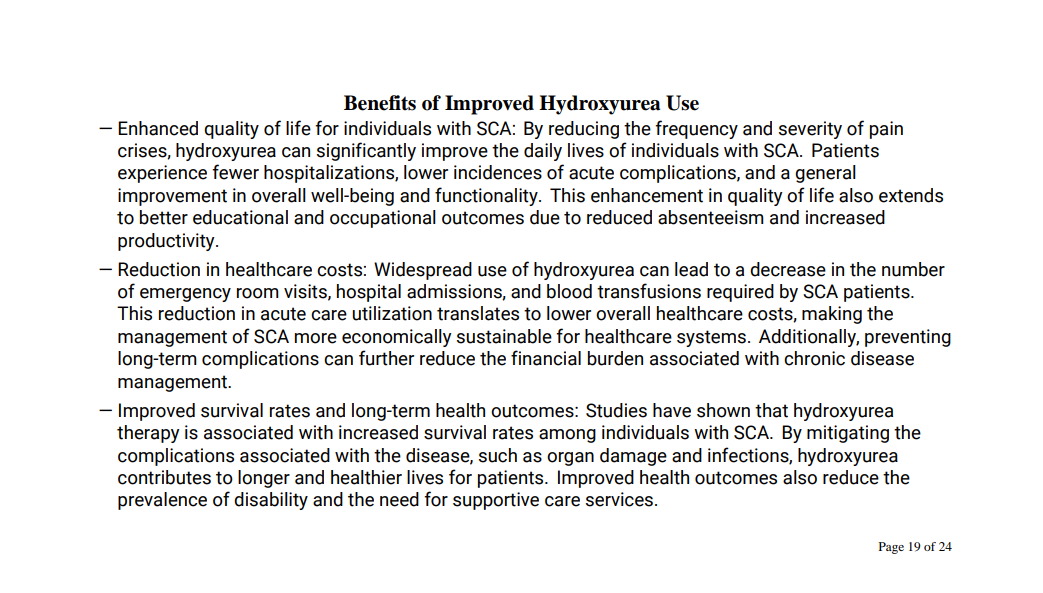 Benefits of Improved Hydroxyurea Use
– Enhanced quality of life for individuals with SCA: By reducing the frequency and severity of pain
crises, hydroxyurea can significantly improve the daily lives of individuals with SCA. Patients
experience fewer hospitalizations, lower incidences of acute complications, and a general
improvement in overall well-being and functionality. This enhancement in quality of life also extends
to better educational and occupational outcomes due to reduced absenteeism and increased
productivity.
– Reduction in healthcare costs: Widespread use of hydroxyurea can lead to a decrease in the number
of emergency room visits, hospital admissions, and blood transfusions required by SCA patients.
This reduction in acute care utilization translates to lower overall healthcare costs, making the
management of SCA more economically sustainable for healthcare systems. Additionally, preventing
long-term complications can further reduce the financial burden associated with chronic disease
management.
– Improved survival rates and long-term health outcomes: Studies have shown that hydroxyurea
therapy is associated with increased survival rates among individuals with SCA. By mitigating the
complications associated with the disease, such as organ damage and infections, hydroxyurea
contributes to longer and healthier lives for patients. Improved health outcomes also reduce the
prevalence of disability and the need for supportive care services.
Page 19 of 24